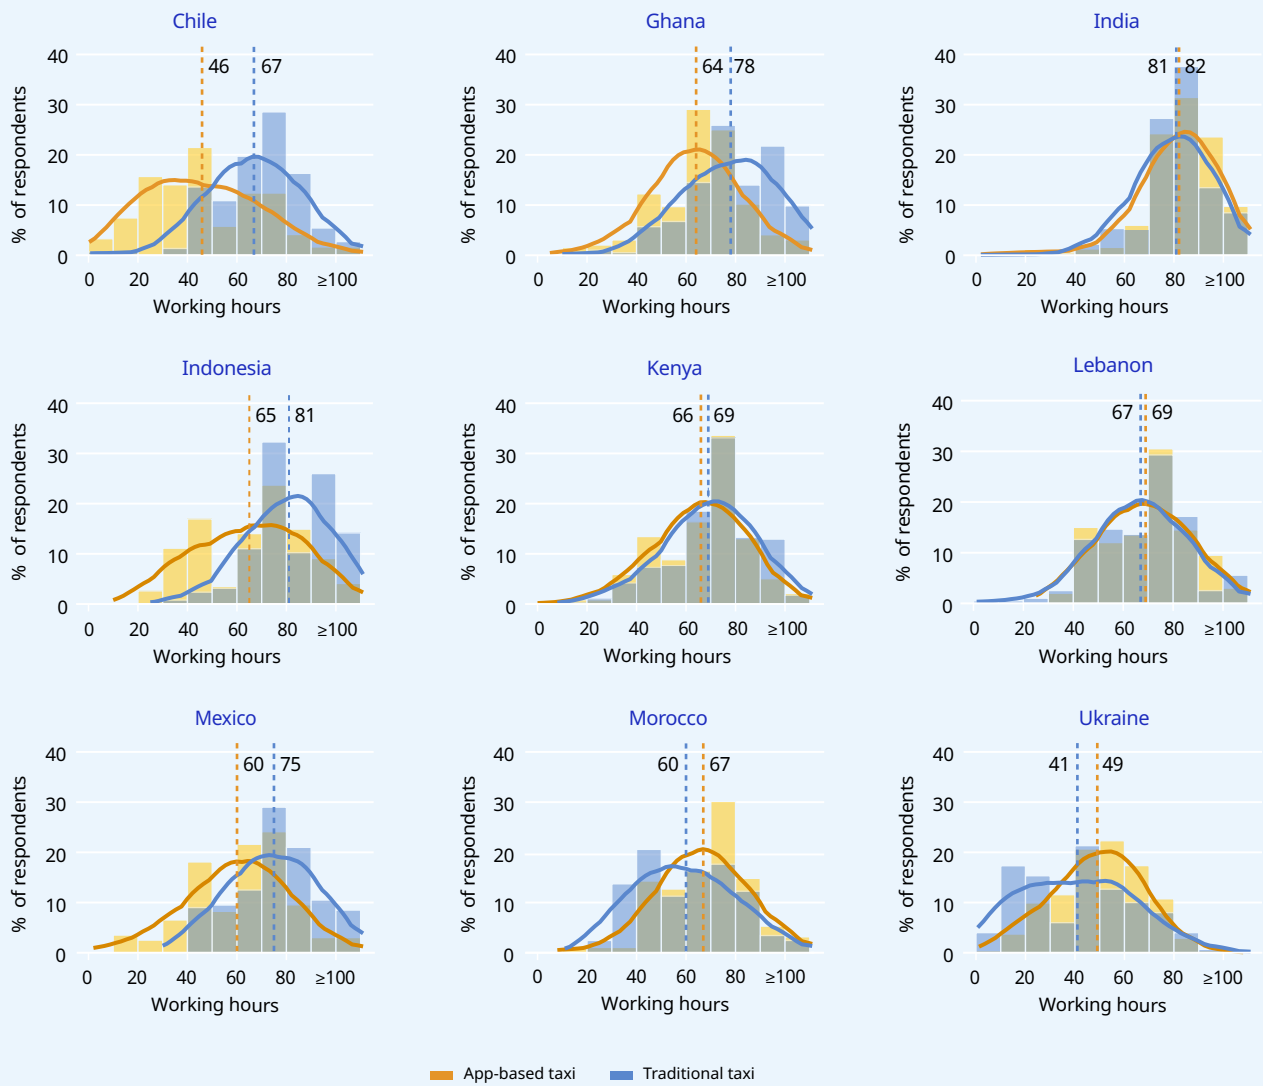 Chile
40
30
20
10
0
% of respondents
46
67
0 20 40 60 80 ≥100
Working hours
Ghana
40
30
20
10
0
% of respondents
64
78
0 20 40 60 80 ≥100
Working hours
India
40
30
20
10
0
% of respondents
81
82
0 20 40 60 80 ≥100
Working hours
Indonesia
40
30
20
10
0
% of respondents
65
81
0 20 40 60 80 ≥100
Working hours
Kenya
40
30
20
10
0
% of respondents
66
69
0 20 40 60 80 ≥100
Working hours
Lebanon
40
30
20
10
0
% of respondents
67
69
0 20 40 60 80 ≥100
Working hours
Mexico
40
30
20
10
0
% of respondents
60
75
0 20 40 60 80 ≥100
Working hours
Morocco
40
30
20
10
0
% of respondents
60
67
0 20 40 60 80 ≥100
Working hours
Ukraine
40
30
20
10
0
% of respondents
41
49
0 20 40 60 80 ≥100
Working hours
App-based taxi Traditional taxi